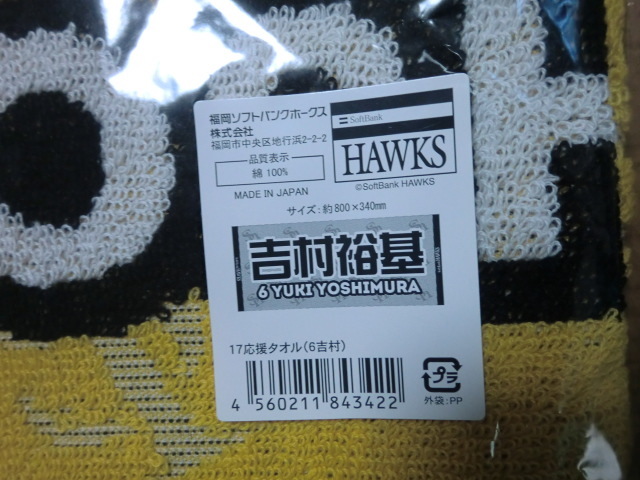 福岡ソフトバンクホークス
株式会社
福岡市中央区地行浜2-2-2
品質表示
綿 100%
MADE IN JAPAN
SoftBank
HAWKS
©SoftBank HAWKS
サイズ:約800×340mm
吉村裕基
6 YUKI YOSHIMURA
17応援タオル(6吉村)
4 560211 843422
プラ
外袋:PP